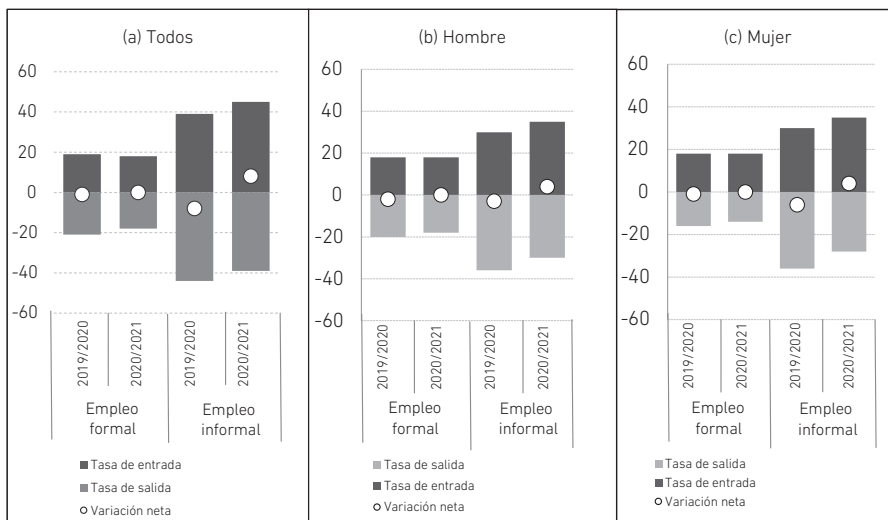 (a) Todos
60
40
20
0
-20
-40
-60
2019/2020
2020/2021
2019/2020
2020/2021
Empleo
formal
Empleo
informal
Tasa de entrada
Tasa de salida
Variación neta
(b) Hombre
60
40
20
0
-20
-40
-60
2019/2020
2020/2021
2019/2020
2020/2021
Empleo
formal
Empleo
informal
Tasa de salida
Tasa de entrada
Variación neta
(c) Mujer
60
40
20
0
-20
-40
-60
2019/2020
2020/2021
2019/2020
2020/2021
Empleo
formal
Empleo
informal
Tasa de salida
Tasa de entrada
Variación neta